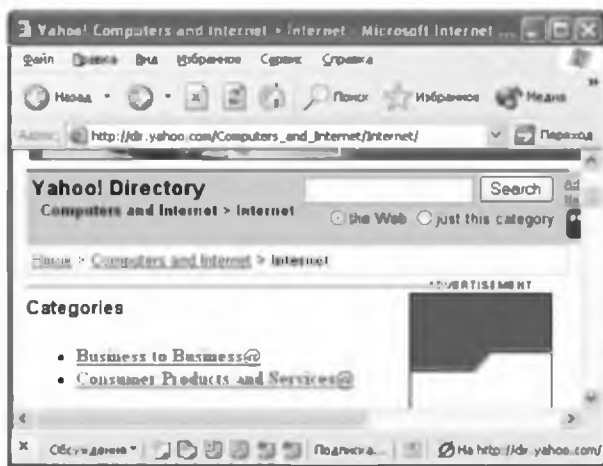 Yahoo! Computers and Internet > Internet - Microsoft Internet ...
Файл Правка Вид Избранное Сервис Справка
Назад Поиск Избранное Медиа
Адрес: http://dir.yahoo.com/Computers_and_Internet/Internet/ Переход
Yahoo! Directory Search
Computers and Internet > Internet
the Web just this category
Home > Computers and Internet > Internet
ADVERTISEMENT
Categories
Business to Business@
Consumer Products and Services@
Обсуждения Подписка... На http://dir.yahoo.com/